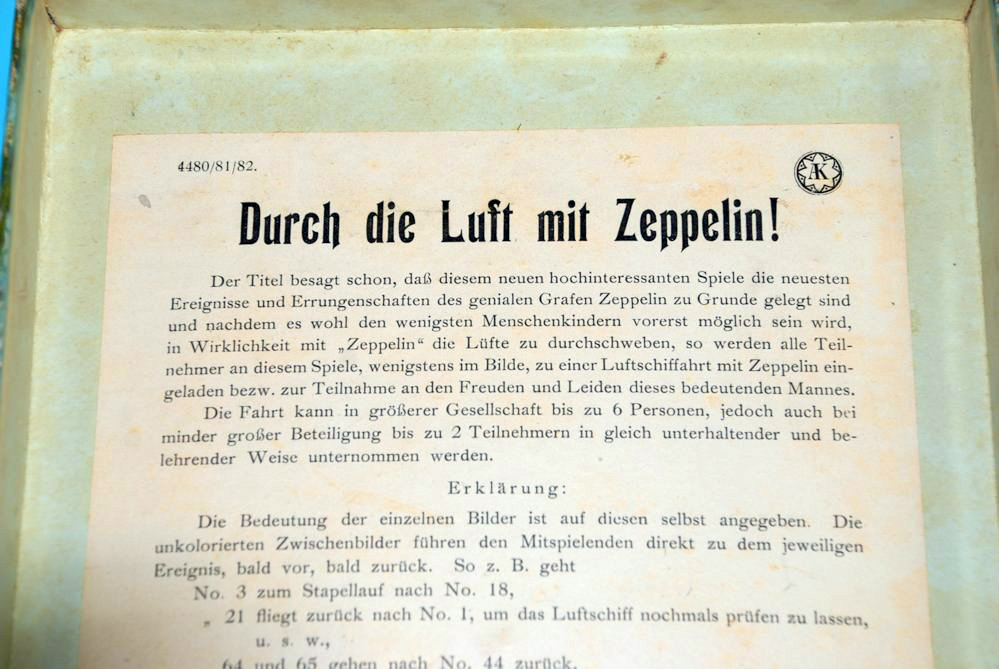 4480/81/82.
AK
Durch die Luft mit Zeppelin!
Der Titel besagt schon, daß diesem neuen hochinteressanten Spiele die neuesten
Ereignisse und Errungenschaften des genialen Grafen Zeppelin zu Grunde gelegt sind
und nachdem es wohl den wenigsten Menschenkindern vorerst möglich sein wird,
in Wirklichkeit mit „Zeppelin“ die Lüfte zu durchschweben, so werden alle Teil-
nehmer an diesem Spiele, wenigstens im Bilde, zu einer Luftschiffahrt mit Zeppelin ein-
geladen bezw. zur Teilnahme an den Freuden und Leiden dieses bedeutenden Mannes.
Die Fahrt kann in größerer Gesellschaft bis zu 6 Personen, jedoch auch bei
minder großer Beteiligung bis zu 2 Teilnehmern in gleich unterhaltender und be-
lehrender Weise unternommen werden.
Erklärung:
Die Bedeutung der einzelnen Bilder ist auf diesen selbst angegeben. Die
unkolorierten Zwischenbilder führen den Mitspielenden direkt zu dem jeweiligen
Ereignis, bald vor, bald zurück. So z. B. geht
No. 3 zum Stapellauf nach No. 18,
„ 21 fliegt zurück nach No. 1, um das Luftschiff nochmals prüfen zu lassen,
u. s. w.,
64 und 65 gehen nach No. 44 zurück.